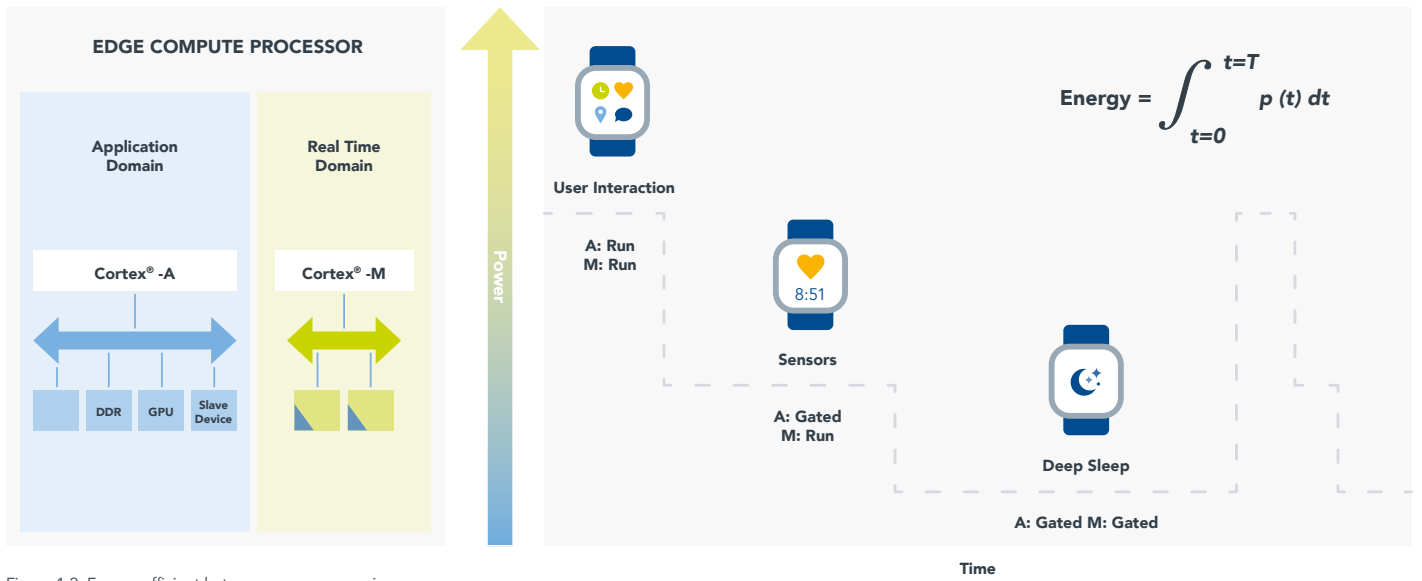 EDGE COMPUTE PROCESSOR
Application
Domain
Real Time
Domain
Cortex® -A
Cortex® -M
DDR
GPU
Slave
Device
Power
User Interaction
A: Run
M: Run
8:51
Sensors
A: Gated
M: Run
Deep Sleep
A: Gated M: Gated
Energy = ∫ t=T t=0 p (t) dt
Time